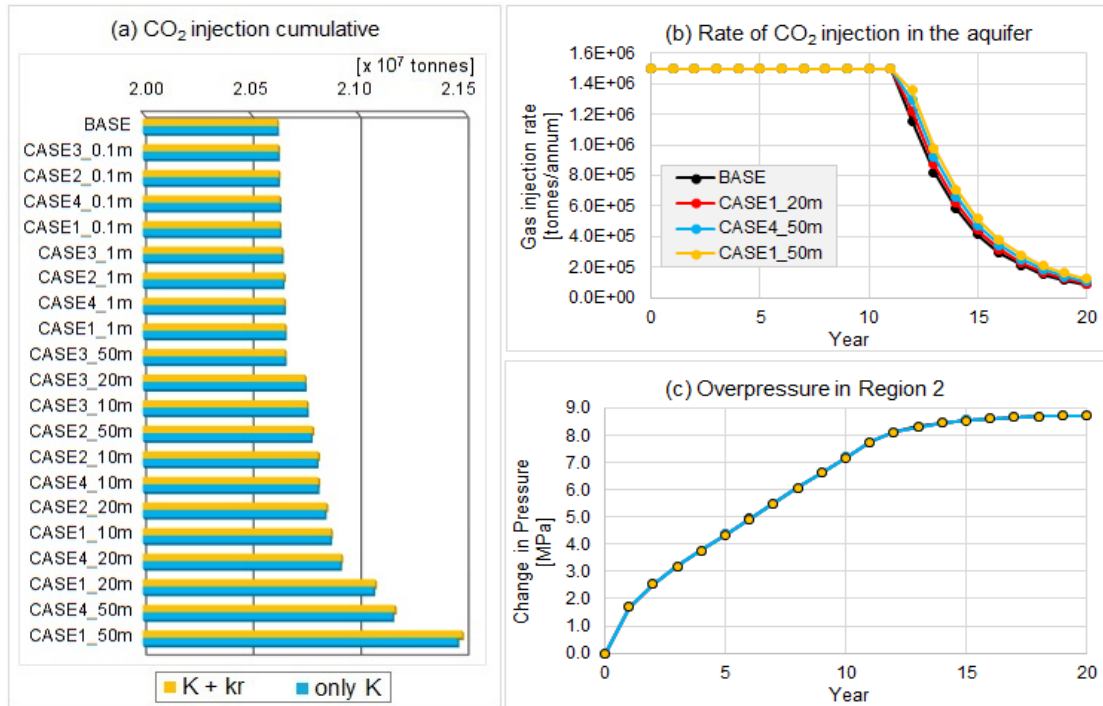 (a) CO₂ injection cumulative
[x 10⁷ tonnes]
2.00 2.05 2.10 2.15
BASE
CASE3_0.1m
CASE2_0.1m
CASE4_0.1m
CASE1_0.1m
CASE3_1m
CASE2_1m
CASE4_1m
CASE1_1m
CASE3_50m
CASE3_20m
CASE3_10m
CASE2_50m
CASE2_10m
CASE4_10m
CASE2_20m
CASE1_10m
CASE4_20m
CASE1_20m
CASE4_50m
CASE1_50m
K + kr only K
(b) Rate of CO₂ injection in the aquifer
Gas injection rate
[tonnes/annum]
1.6E+06
1.4E+06
1.2E+06
1.0E+06
8.0E+05
6.0E+05
4.0E+05
2.0E+05
0.0E+00
BASE
CASE1_20m
CASE4_50m
CASE1_50m
0 5 10 15 20
Year
(c) Overpressure in Region 2
Change in Pressure
[MPa]
9.0
8.0
7.0
6.0
5.0
4.0
3.0
2.0
1.0
0.0
0 5 10 15 20
Year